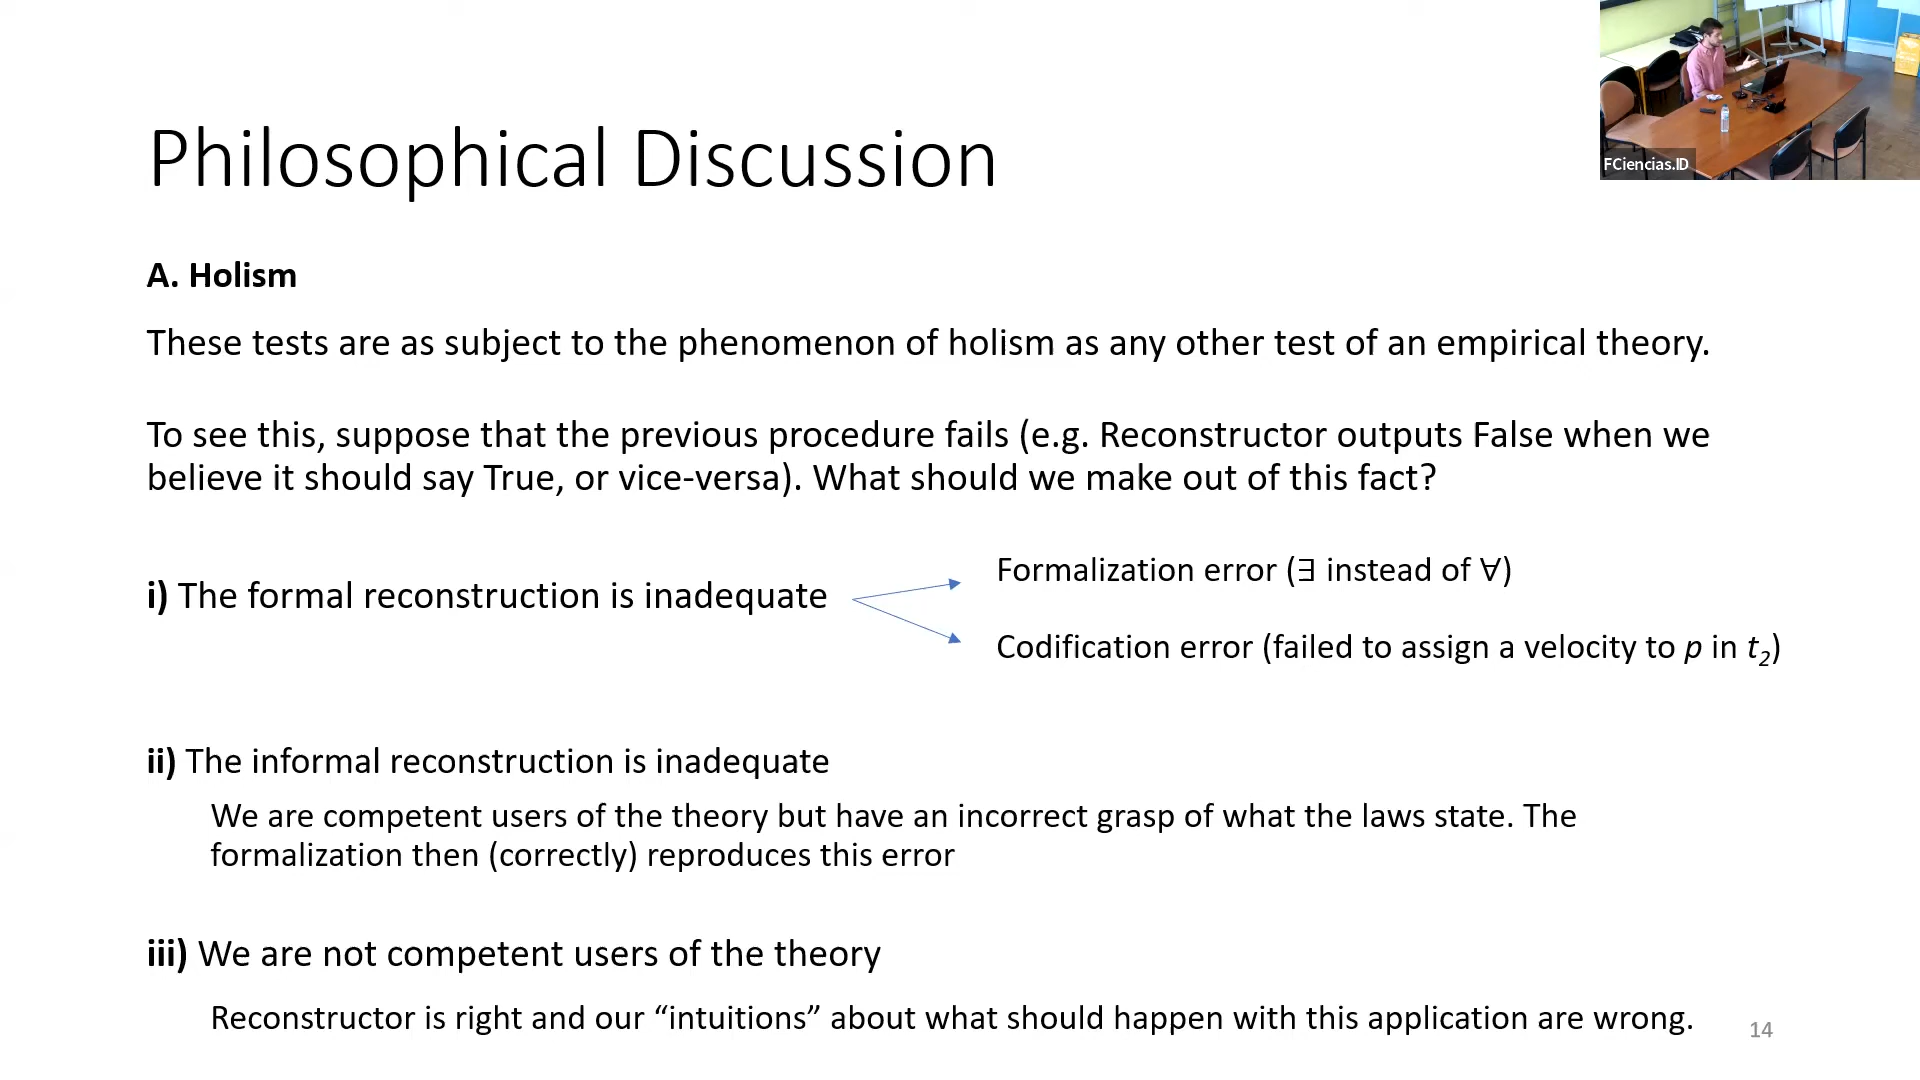 FCiencias.ID
Philosophical Discussion
A. Holism
These tests are as subject to the phenomenon of holism as any other test of an empirical theory.
To see this, suppose that the previous procedure fails (e.g. Reconstructor outputs False when we
believe it should say True, or vice-versa). What should we make out of this fact?
i) The formal reconstruction is inadequate
Formalization error (∃ instead of ∀)
Codification error (failed to assign a velocity to p in t₂)
ii) The informal reconstruction is inadequate
We are competent users of the theory but have an incorrect grasp of what the laws state. The
formalization then (correctly) reproduces this error
iii) We are not competent users of the theory
Reconstructor is right and our “intuitions” about what should happen with this application are wrong.
14